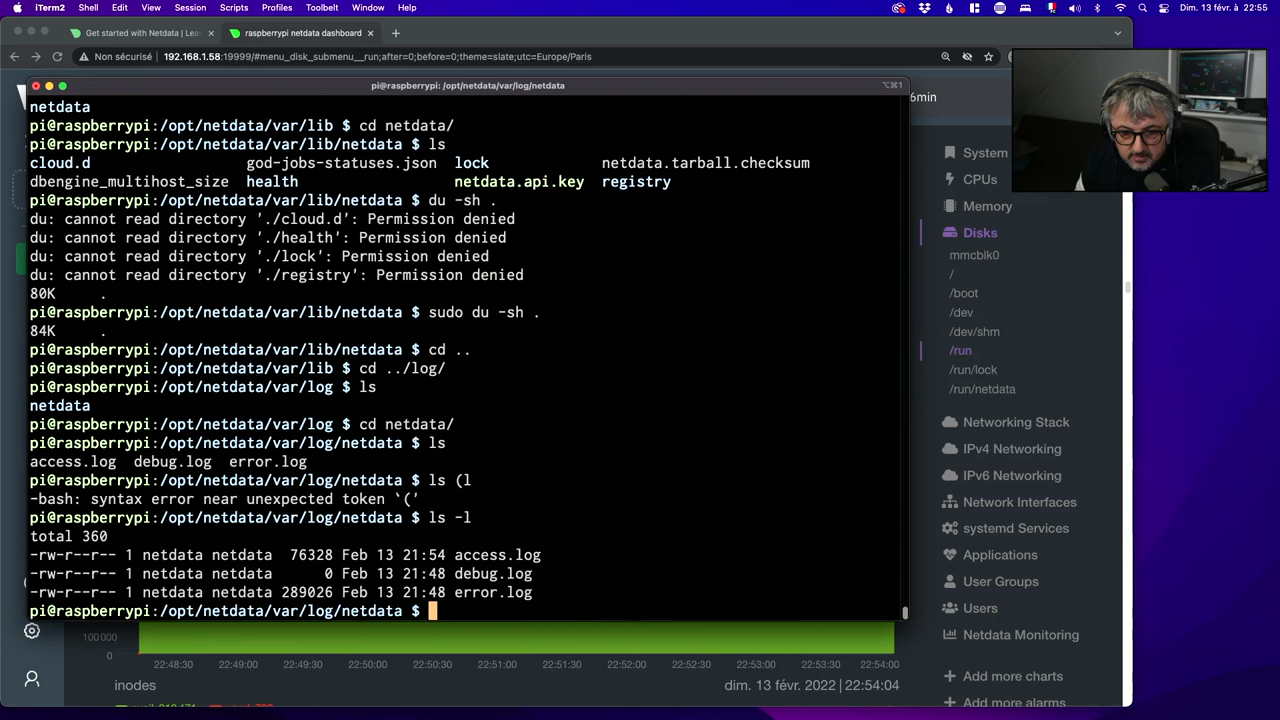 iTerm2 Shell Edit View Session Scripts Profiles Toolbelt Window Help
Dim. 13 févr. à 22:55
Get started with Netdata | Lea
raspberrypi netdata dashboard
Non sécurisé 192.168.1.58:19999/#menu_disk_submenu__run;after=0;before=0;theme=slate;utc=Europe/Paris
pi@raspberrypi: /opt/netdata/var/log/netdata
⌥⌘1
6min
netdata
pi@raspberrypi:/opt/netdata/var/lib $ cd netdata/
pi@raspberrypi:/opt/netdata/var/lib/netdata $ ls
cloud.d god-jobs-statuses.json lock netdata.tarball.checksum
dbengine_multihost_size health netdata.api.key registry
pi@raspberrypi:/opt/netdata/var/lib/netdata $ du -sh .
du: cannot read directory './cloud.d': Permission denied
du: cannot read directory './health': Permission denied
du: cannot read directory './lock': Permission denied
du: cannot read directory './registry': Permission denied
80K .
pi@raspberrypi:/opt/netdata/var/lib/netdata $ sudo du -sh .
84K .
pi@raspberrypi:/opt/netdata/var/lib/netdata $ cd ..
pi@raspberrypi:/opt/netdata/var/lib $ cd ../log/
pi@raspberrypi:/opt/netdata/var/log $ ls
netdata
pi@raspberrypi:/opt/netdata/var/log $ cd netdata/
pi@raspberrypi:/opt/netdata/var/log/netdata $ ls
access.log debug.log error.log
pi@raspberrypi:/opt/netdata/var/log/netdata $ ls (l
-bash: syntax error near unexpected token `('
pi@raspberrypi:/opt/netdata/var/log/netdata $ ls -l
total 360
-rw-r--r-- 1 netdata netdata 76328 Feb 13 21:54 access.log
-rw-r--r-- 1 netdata netdata 0 Feb 13 21:48 debug.log
-rw-r--r-- 1 netdata netdata 289026 Feb 13 21:48 error.log
pi@raspberrypi:/opt/netdata/var/log/netdata $
System
CPUs
Memory
Disks
mmcblk0
/
/boot
/dev
/dev/shm
/run
/run/lock
/run/netdata
Networking Stack
IPv4 Networking
IPv6 Networking
Network Interfaces
systemd Services
Applications
User Groups
Users
Netdata Monitoring
Add more charts
Add more alarms
100 000
0
22:48:30 22:49:00 22:49:30 22:50:00 22:50:30 22:51:00 22:51:30 22:52:00 22:52:30 22:53:00 22:53:30 22:54:00
inodes
dim. 13 févr. 2022 | 22:54:04